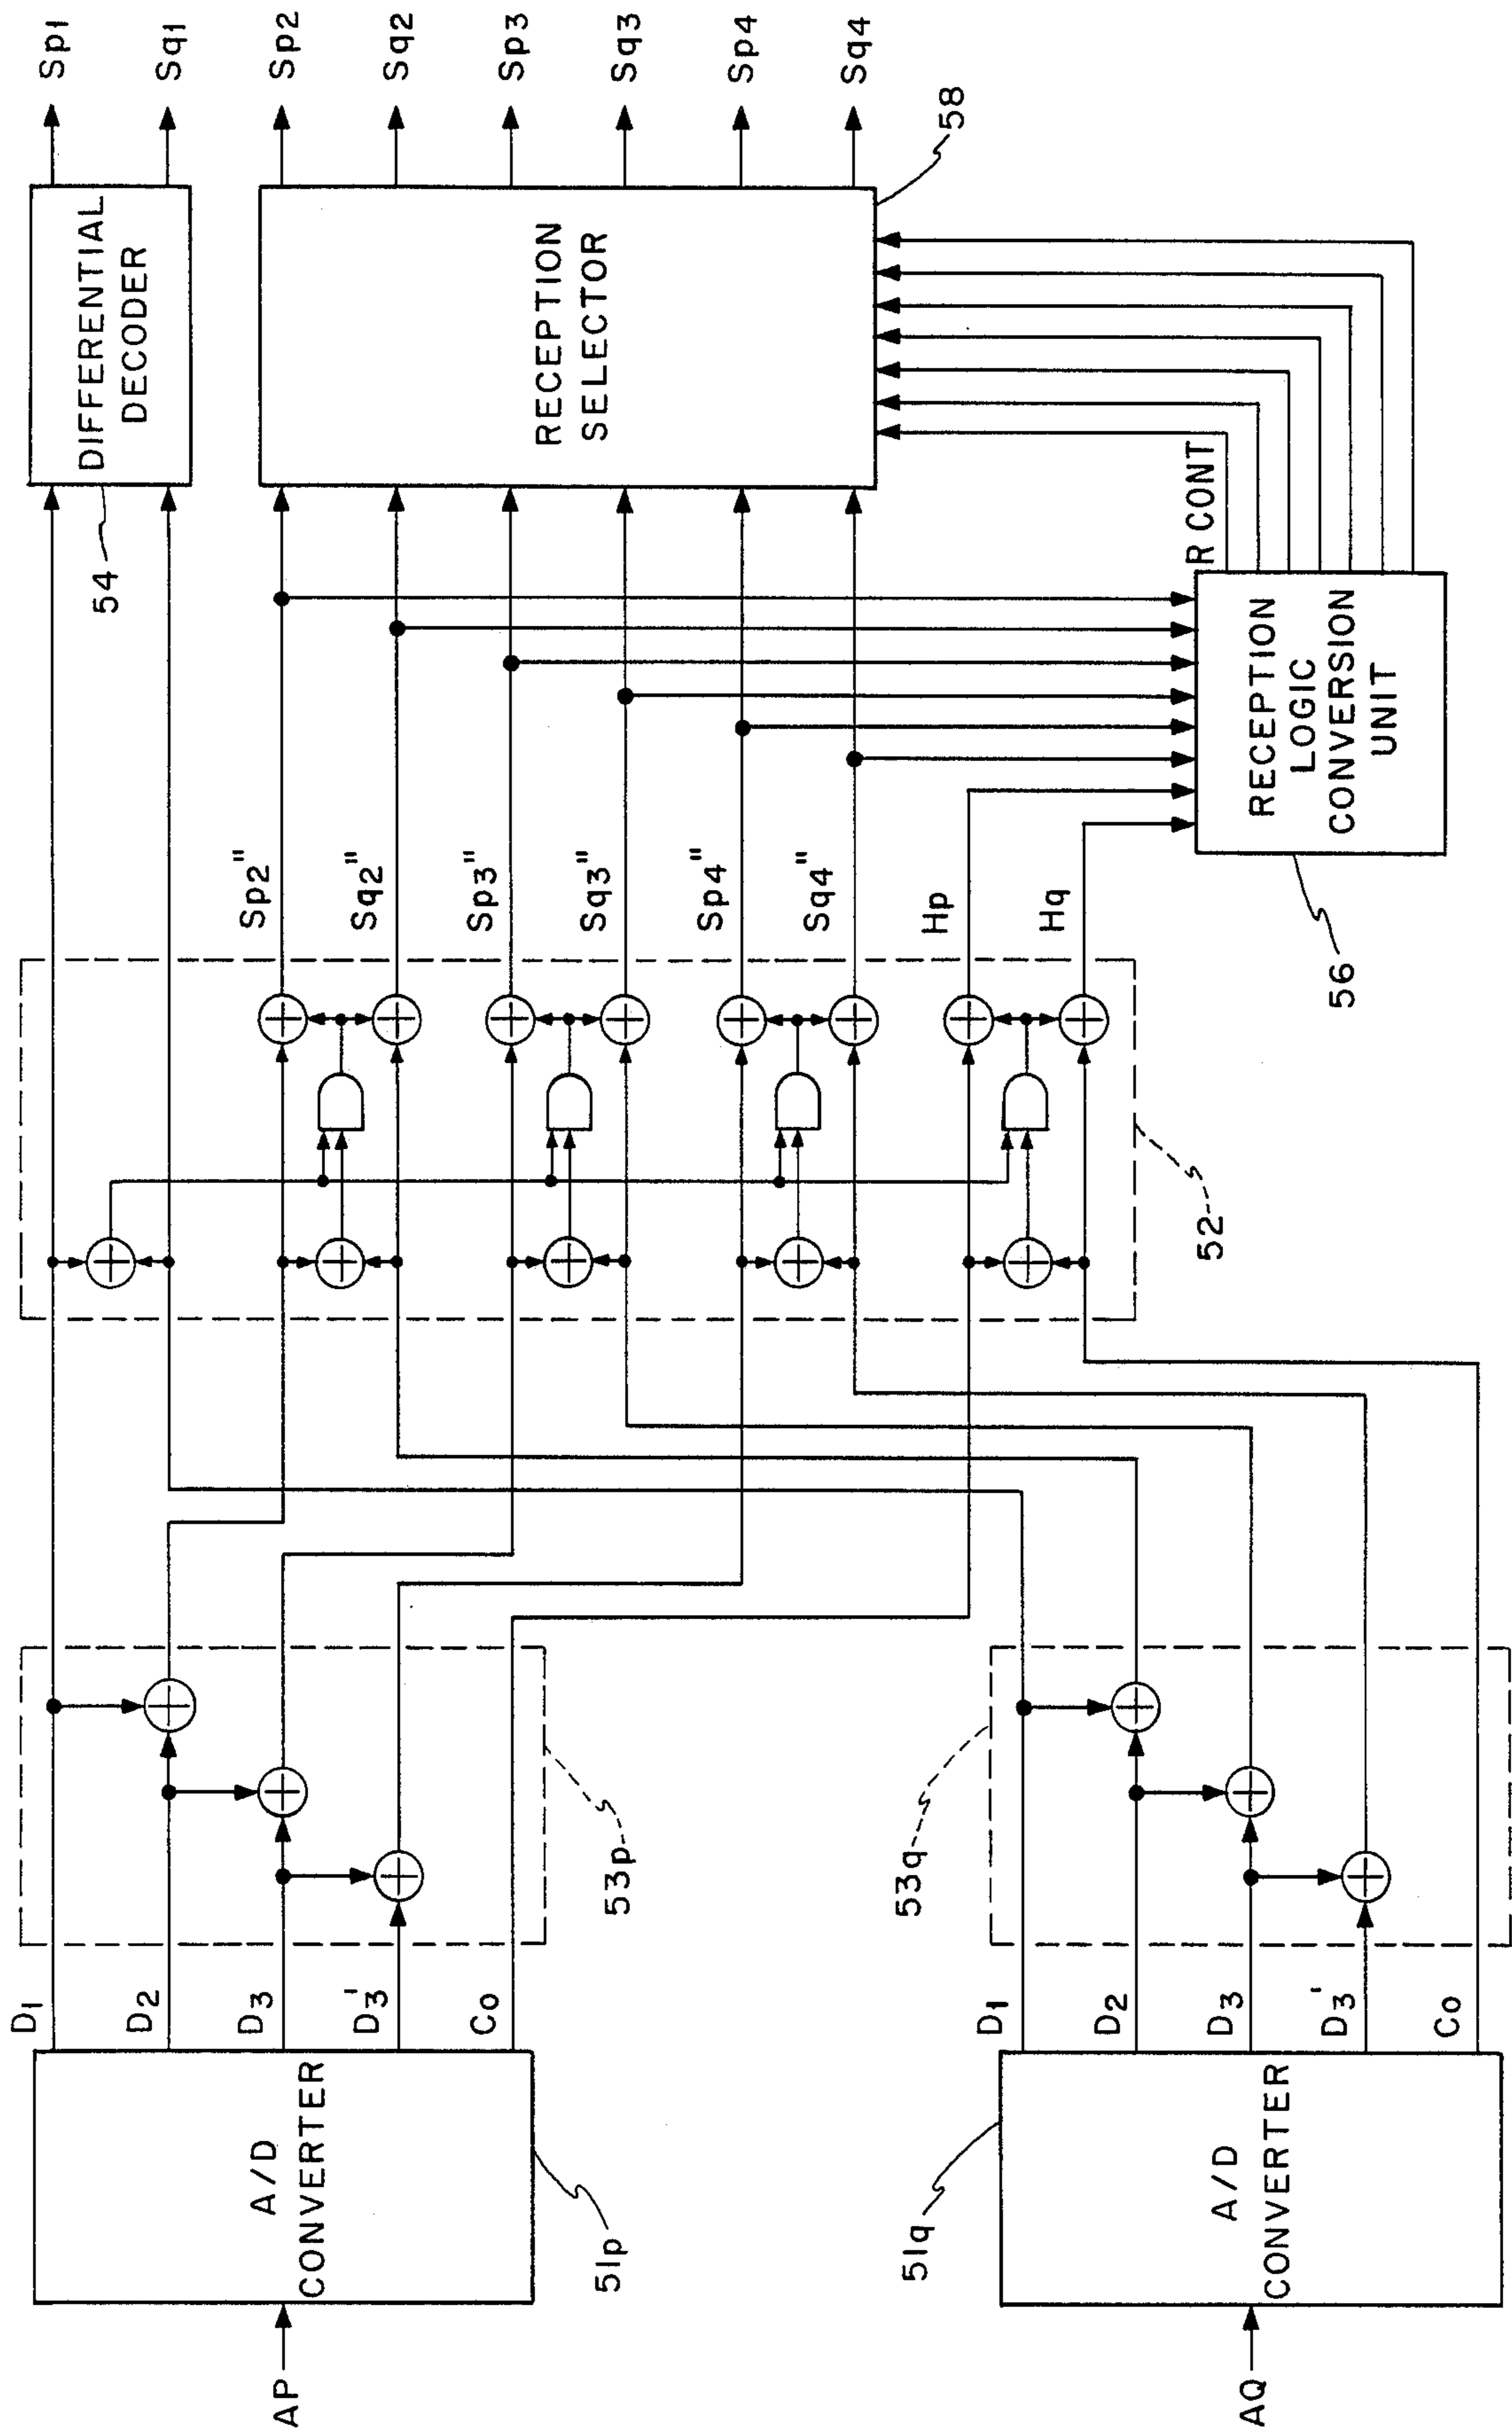 AP
A/D
CONVERTER
51p
D1
D2
D3
D3'
Co
53p
AQ
A/D
CONVERTER
51q
D1
D2
D3
D3'
Co
53q
52
Sp2"
Sq2"
Sp3"
Sq3"
Sp4"
Sq4"
Hp
Hq
54
DIFFERENTIAL
DECODER
RECEPTION
SELECTOR
58
R CONT
RECEPTION
LOGIC
CONVERSION
UNIT
56
Sp1
Sq1
Sp2
Sq2
Sp3
Sq3
Sp4
Sq4